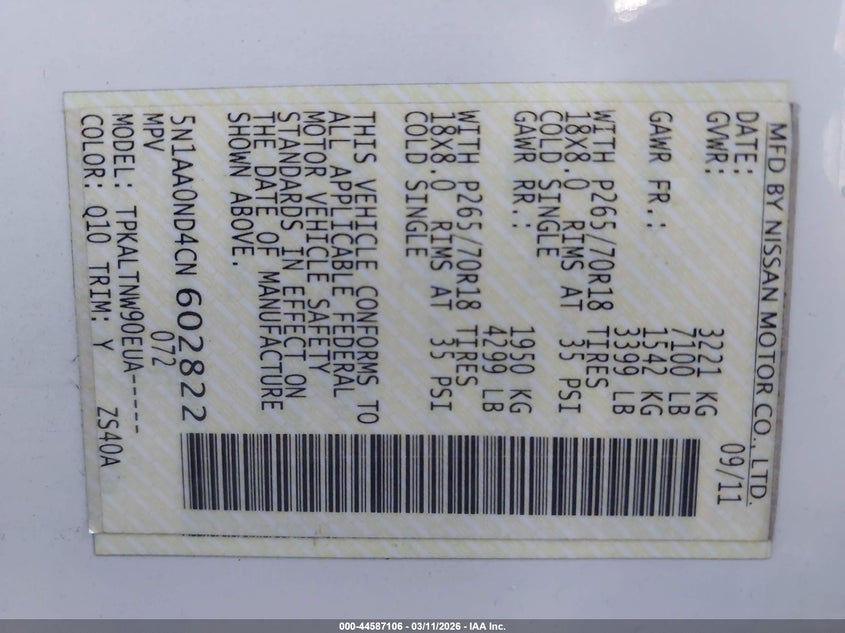 MFD BY NISSAN MOTOR CO., LTD.
DATE: 09/11
GVWR: 3221 KG
7100 LB
GAWR FR.: 1542 KG
3399 LB
WITH P265/70R18 TIRES
18X8.0 RIMS AT 35 PSI
COLD SINGLE
GAWR RR.: 1950 KG
4299 LB
WITH P265/70R18 TIRES
18X8.0 RIMS AT 35 PSI
COLD SINGLE
THIS VEHICLE CONFORMS TO
ALL APPLICABLE FEDERAL
MOTOR VEHICLE SAFETY
STANDARDS IN EFFECT ON
THE DATE OF MANUFACTURE
SHOWN ABOVE.
5N1AA0ND4CN602822
MPV 072
MODEL: TPKALTNW90EUA-----
COLOR: Q10 TRIM: Y ZS40A
000-44587106 - 03/11/2026 - IAA Inc.